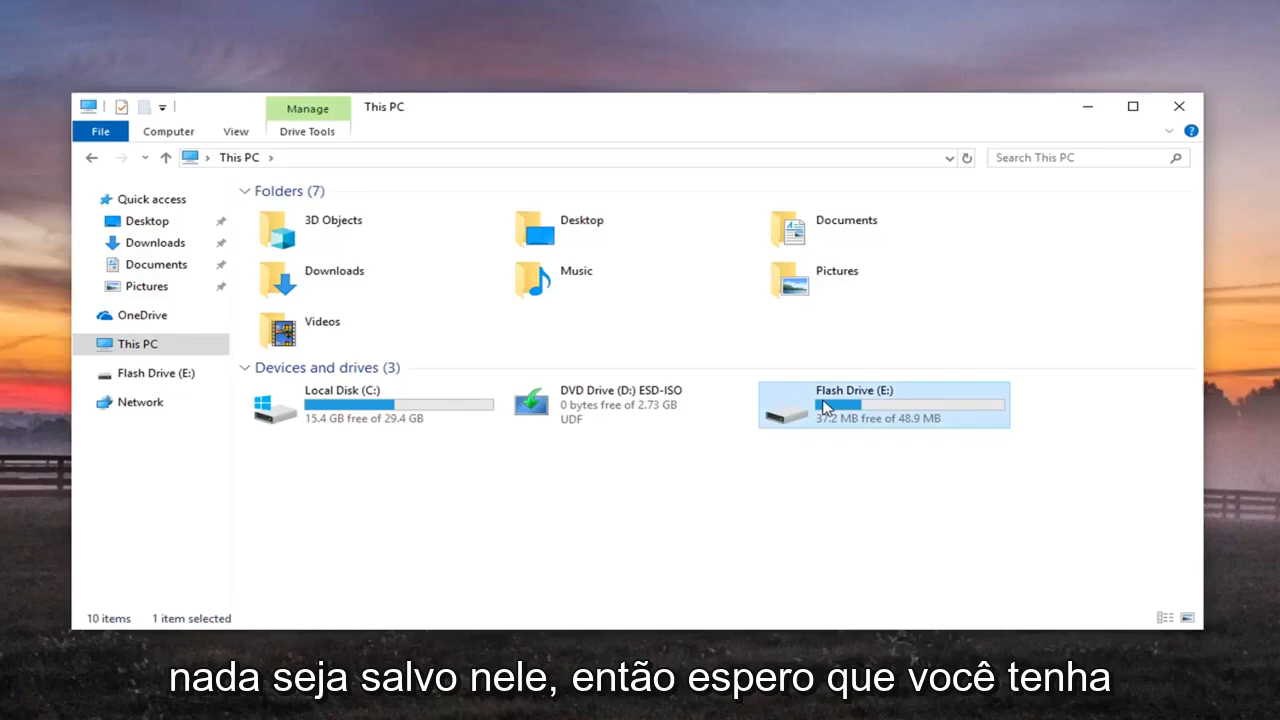 This PC
Manage
File
Computer
View
Drive Tools
This PC
Search This PC
Quick access
Desktop
Downloads
Documents
Pictures
OneDrive
This PC
Flash Drive (E:)
Network
Folders (7)
3D Objects
Desktop
Documents
Downloads
Music
Pictures
Videos
Devices and drives (3)
Local Disk (C:)
15.4 GB free of 29.4 GB
DVD Drive (D:) ESD-ISO
0 bytes free of 2.73 GB
UDF
Flash Drive (E:)
37.2 MB free of 48.9 MB
10 items
1 item selected
nada seja salvo nele, então espero que você tenha